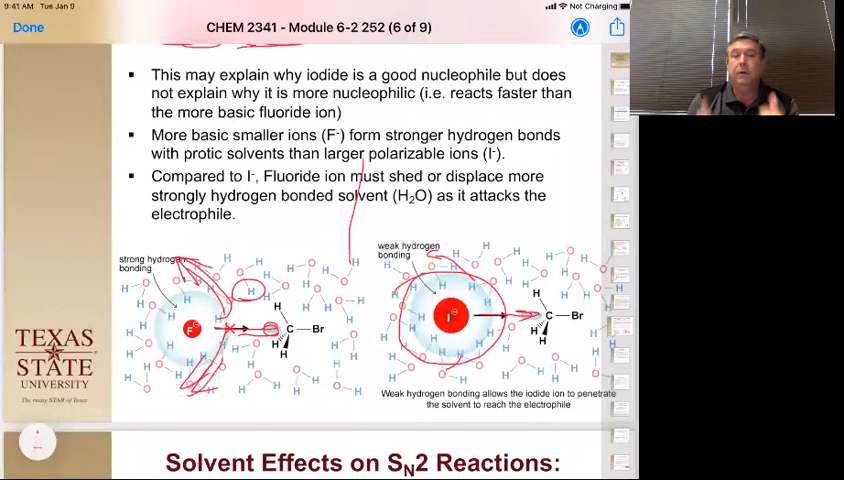 9:41 AM Tue Jan 9
Not Charging
Done
CHEM 2341 - Module 6-2 252 (6 of 9)
▪ This may explain why iodide is a good nucleophile but does
not explain why it is more nucleophilic (i.e. reacts faster than
the more basic fluoride ion)
▪ More basic smaller ions (F-) form stronger hydrogen bonds
with protic solvents than larger polarizable ions (I-).
▪ Compared to I-, Fluoride ion must shed or displace more
strongly hydrogen bonded solvent (H2O) as it attacks the
electrophile.
strong hydrogen
bonding
F
H
H
H
C
Br
weak hydrogen
bonding
I
H
H
H
C
Br
Weak hydrogen bonding allows the iodide ion to penetrate
the solvent to reach the electrophile
TEXAS
STATE
UNIVERSITY
The rising STAR of Texas
Solvent Effects on SN2 Reactions: